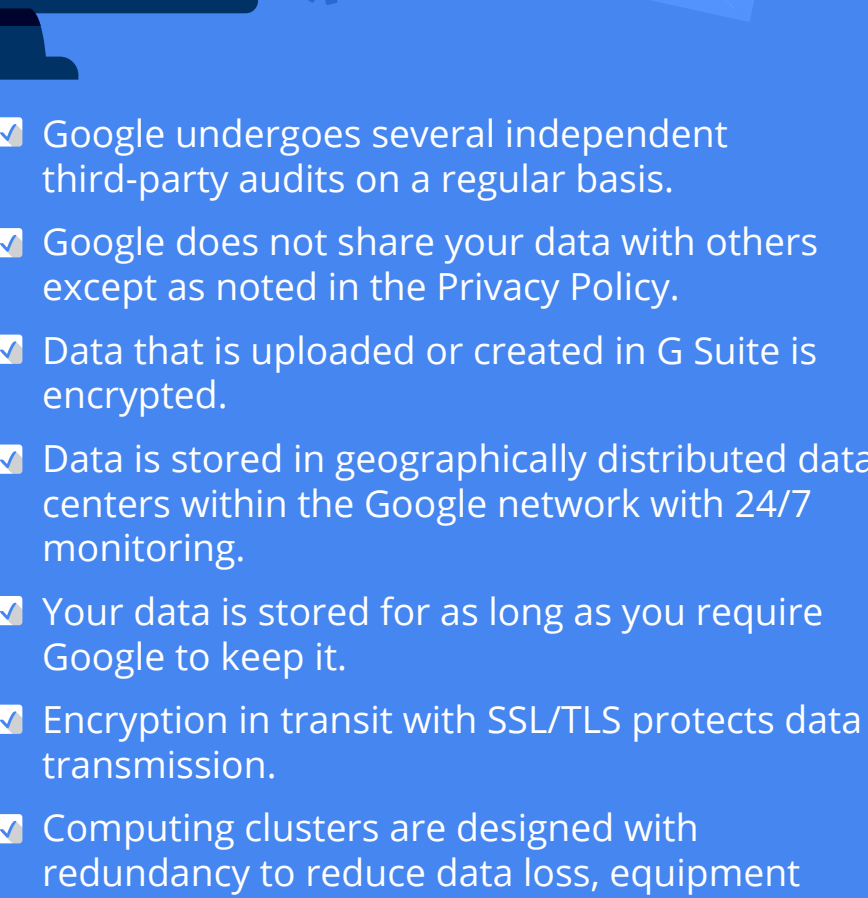 Google undergoes several independent
third-party audits on a regular basis.
Google does not share your data with others
except as noted in the Privacy Policy.
Data that is uploaded or created in G Suite is
encrypted.
Data is stored in geographically distributed data
centers within the Google network with 24/7
monitoring.
Your data is stored for as long as you require
Google to keep it.
Encryption in transit with SSL/TLS protects data
transmission.
Computing clusters are designed with
redundancy to reduce data loss, equipment